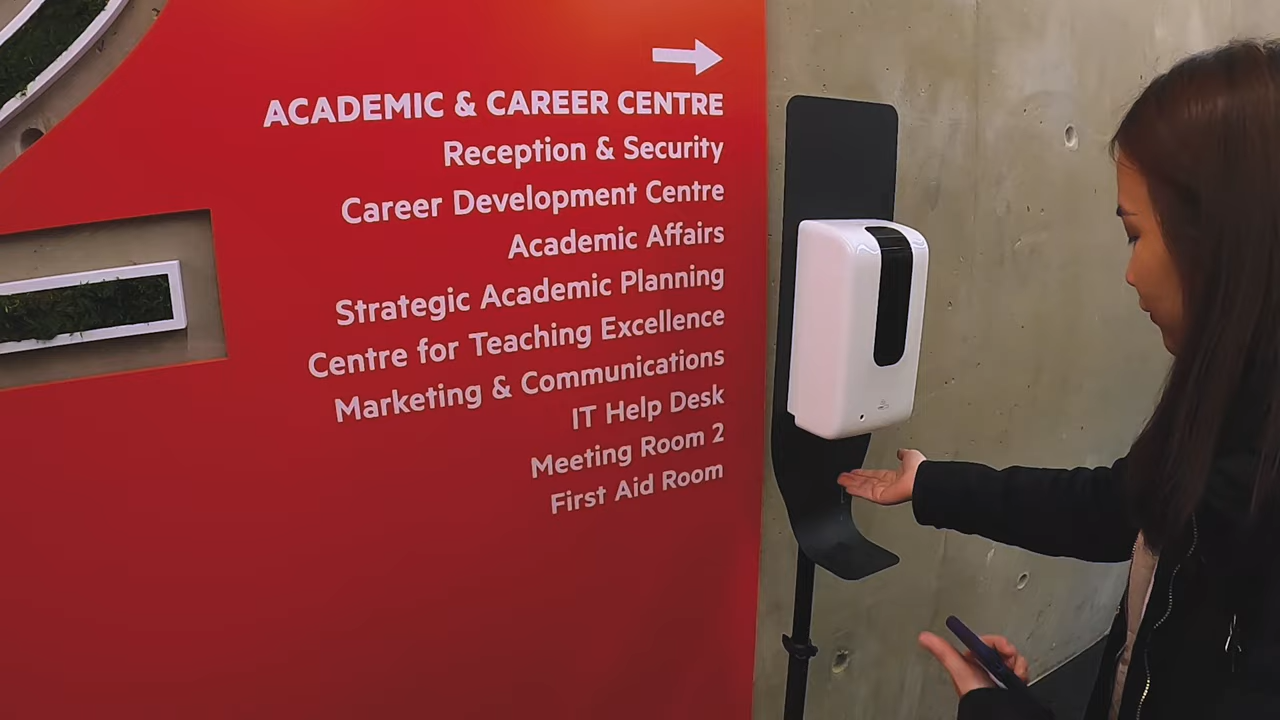 ACADEMIC & CAREER CENTRE
Reception & Security
Career Development Centre
Academic Affairs
Strategic Academic Planning
Centre for Teaching Excellence
Marketing & Communications
IT Help Desk
Meeting Room 2
First Aid Room